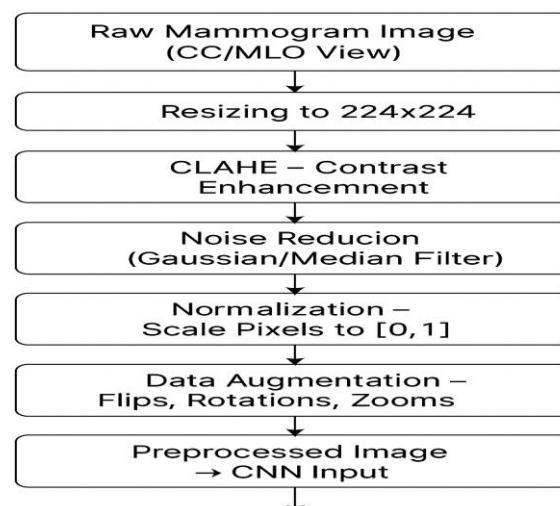 Raw Mammogram Image
(CC/MLO View)
Resizing to 224x224
CLAHE – Contrast
Enhancemnent
Noise Reducion
(Gaussian/Median Filter)
Normalization –
Scale Pixels to [0,1]
Data Augmentation –
Flips, Rotations, Zooms
Preprocessed Image
→ CNN Input